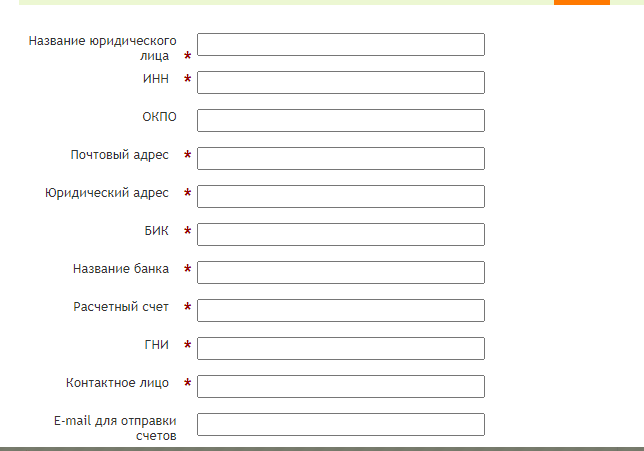 Название юридического
лица *
ИНН *
ОКПО
Почтовый адрес *
Юридический адрес *
БИК *
Название банка *
Расчетный счет *
ГНИ *
Контактное лицо *
E-mail для отправки
счетов